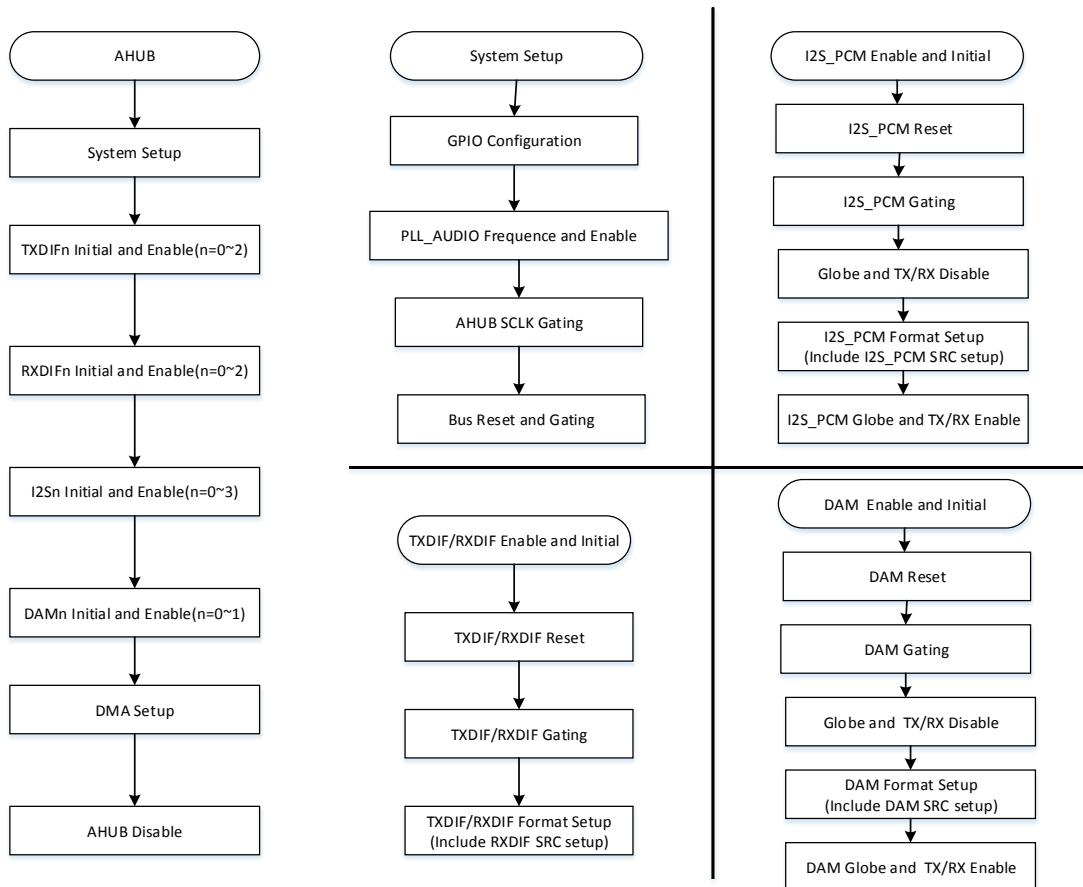 AHUB
System Setup
TXDIFn Initial and Enable(n=0~2)
RXDIFn Initial and Enable(n=0~2)
I2Sn Initial and Enable(n=0~3)
DAMn Initial and Enable(n=0~1)
DMA Setup
AHUB Disable
System Setup
GPIO Configuration
PLL_AUDIO Frequence and Enable
AHUB SCLK Gating
Bus Reset and Gating
I2S_PCM Enable and Initial
I2S_PCM Reset
I2S_PCM Gating
Globe and TX/RX Disable
I2S_PCM Format Setup
(Include I2S_PCM SRC setup)
I2S_PCM Globe and TX/RX Enable
TXDIF/RXDIF Enable and Initial
TXDIF/RXDIF Reset
TXDIF/RXDIF Gating
TXDIF/RXDIF Format Setup
(Include RXDIF SRC setup)
DAM Enable and Initial
DAM Reset
DAM Gating
Globe and TX/RX Disable
DAM Format Setup
(Include DAM SRC setup)
DAM Globe and TX/RX Enable